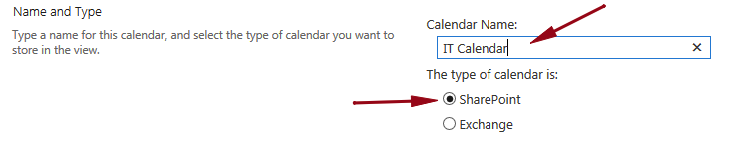 Name and Type
Type a name for this calendar, and select the type of calendar you want to
store in the view.
Calendar Name:
IT Calendar
The type of calendar is:
SharePoint
Exchange